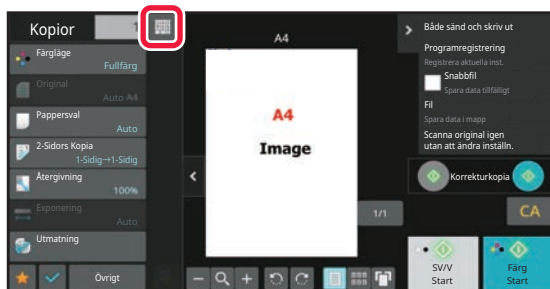 Kopior
1
A4
Färgläge
Fullfärg
Original
Auto A4
Pappersval
Auto
2-Sidors Kopia
1-Sidig→1-Sidig
Återgivning
100%
Exponering
Auto
Utmatning
Övrigt
A4
Image
1/1
Både sänd och skriv ut
Programregistrering
Registrera aktuella inst.
Snabbfil
Spara data tillfälligt
Fil
Spara data i mapp
Scanna original igen
utan att ändra inställn.
Korrekturkopia
CA
SV/V
Start
Färg
Start